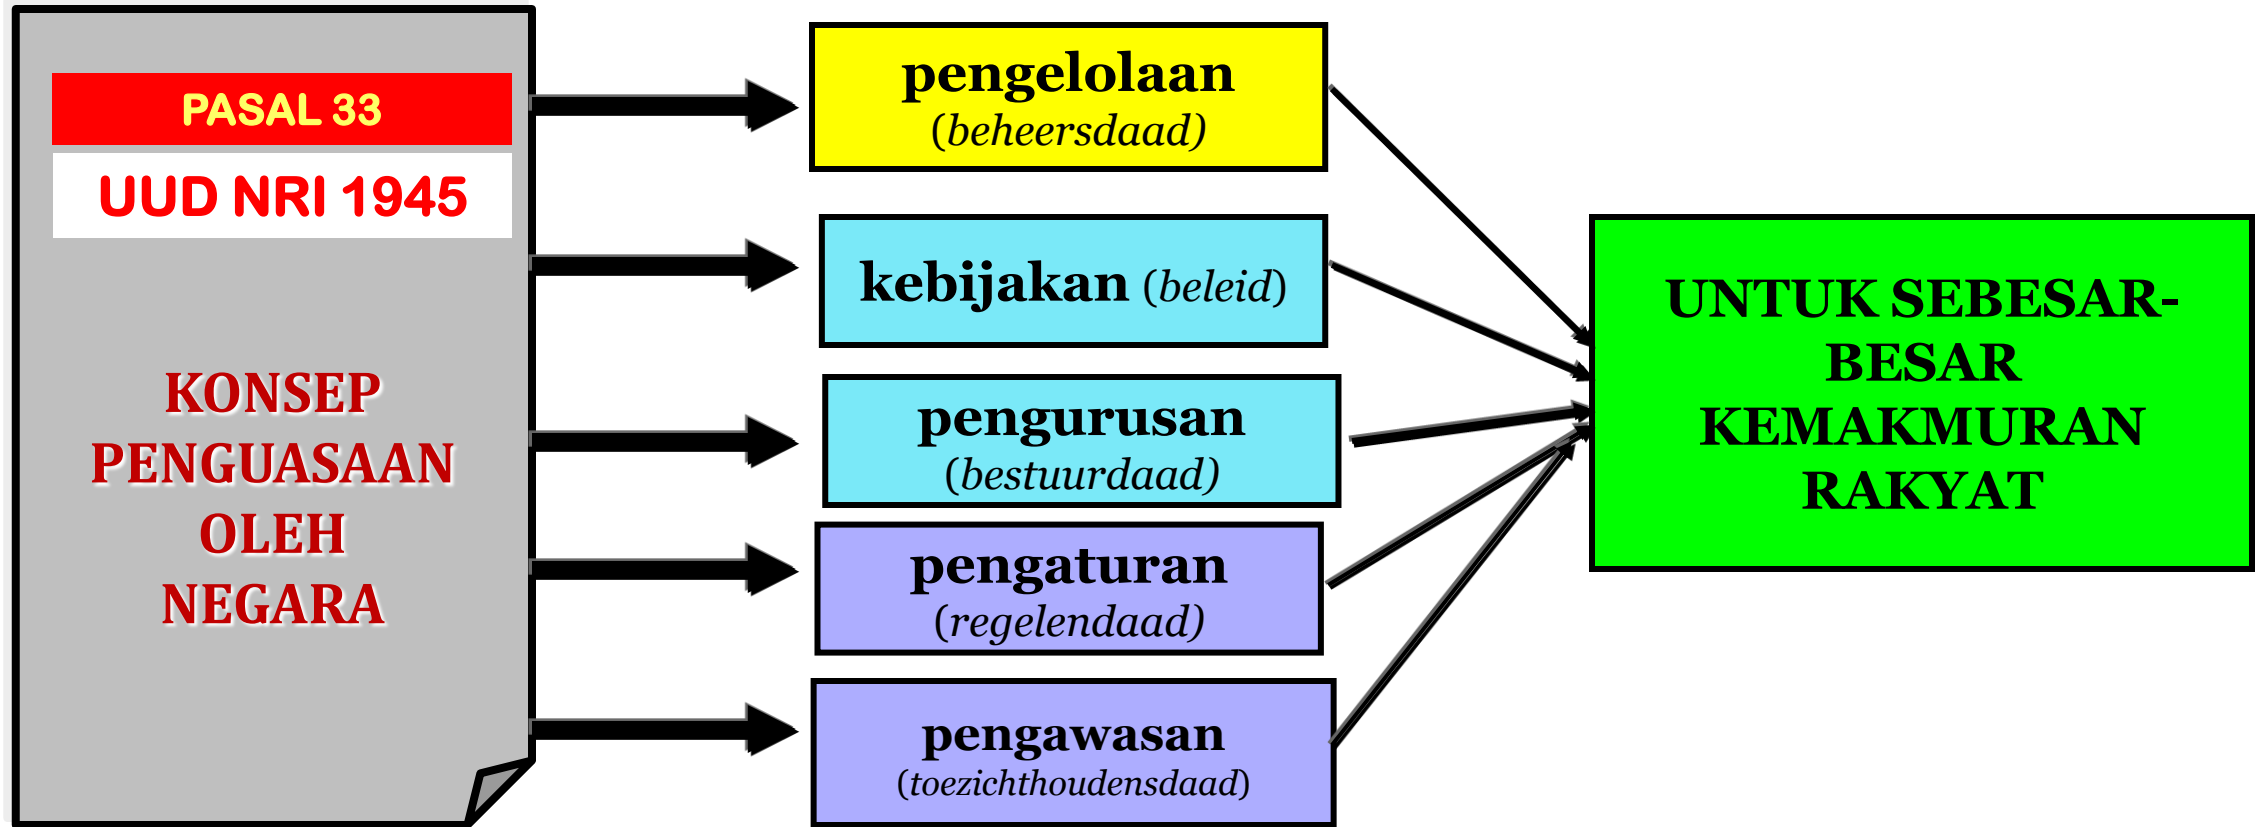 PASAL 33
UUD NRI 1945
KONSEP
PENGUASAAN
OLEH
NEGARA
pengelolaan
(beheersdaad)
kebijakan (beleid)
pengurusan
(bestuurdaad)
pengaturan
(regelendaad)
pengawasan
(toezichthoudensdaad)
UNTUK SEBESAR-
BESAR
KEMAKMURAN
RAKYAT